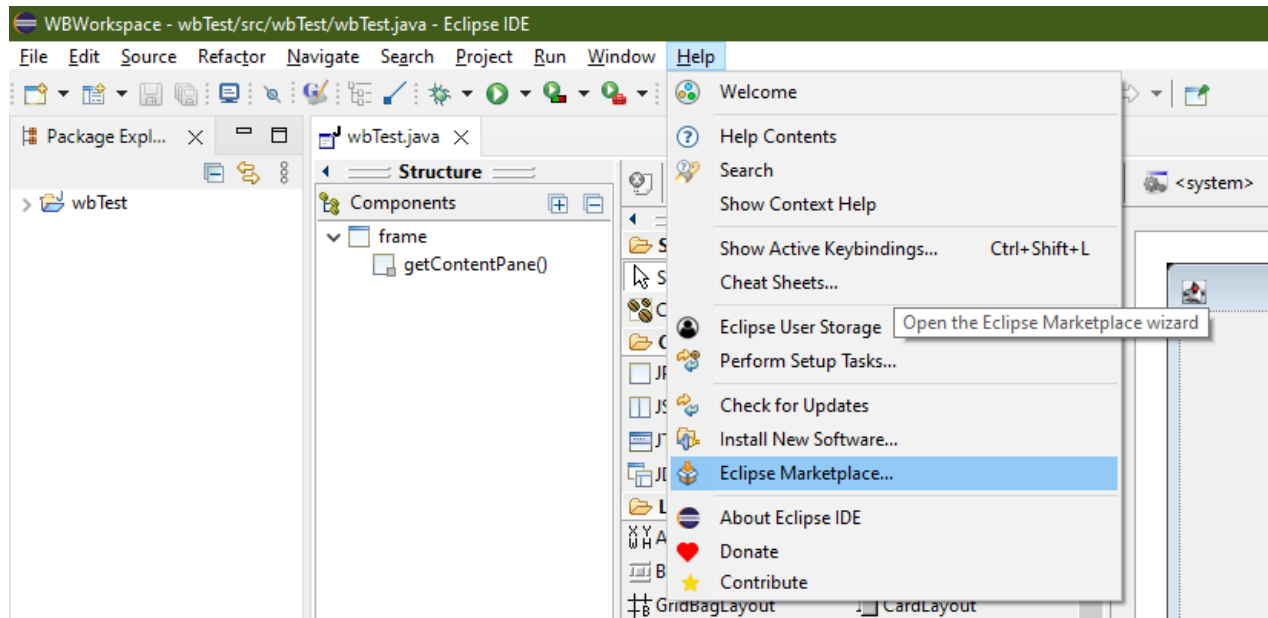 WBWorkspace - wbTest/src/wbTest/wbTest.java - Eclipse IDE
File Edit Source Refactor Navigate Search Project Run Window Help
Package Expl...
wbTest
wbTest.java
Structure
Components
frame
getContentPane()
Welcome
Help Contents
Search
Show Context Help
Show Active Keybindings... Ctrl+Shift+L
Cheat Sheets...
Eclipse User Storage
Open the Eclipse Marketplace wizard
Perform Setup Tasks...
Check for Updates
Install New Software...
Eclipse Marketplace...
About Eclipse IDE
Donate
Contribute
GridBagLayout CardLayout
<system>